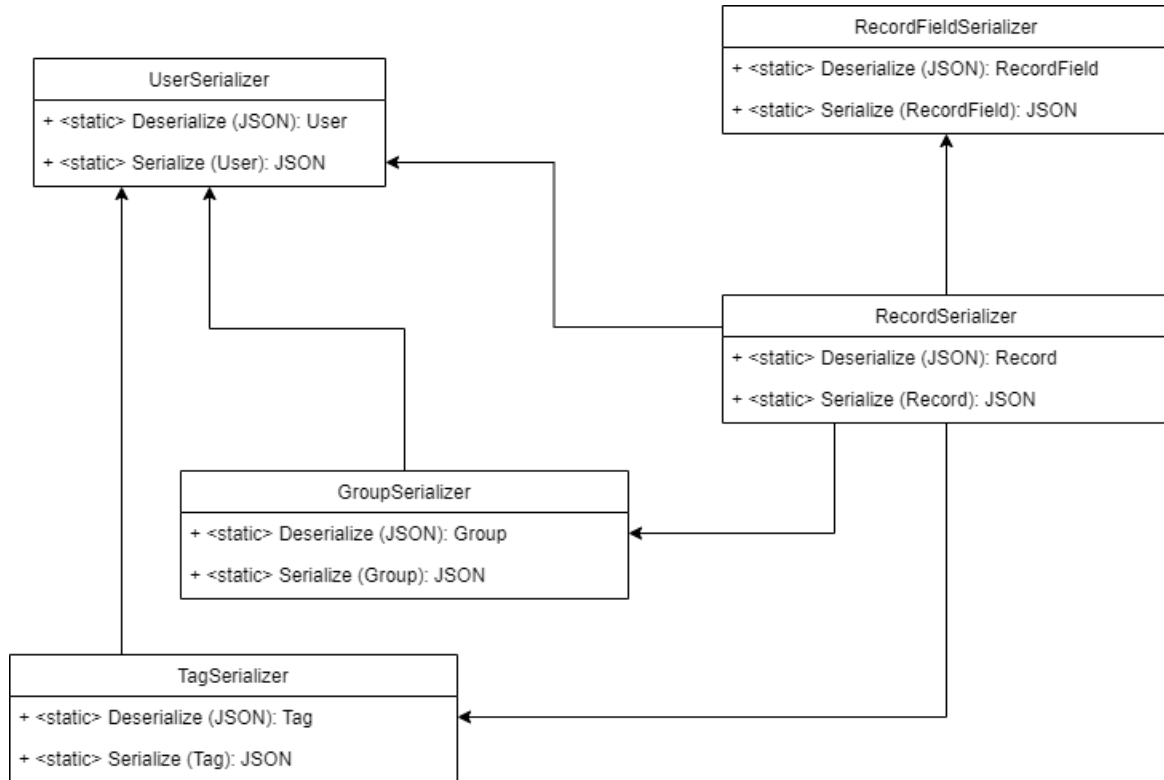 RecordFieldSerializer
+ <static> Deserialize (JSON): RecordField
+ <static> Serialize (RecordField): JSON
UserSerializer
+ <static> Deserialize (JSON): User
+ <static> Serialize (User): JSON
RecordSerializer
+ <static> Deserialize (JSON): Record
+ <static> Serialize (Record): JSON
GroupSerializer
+ <static> Deserialize (JSON): Group
+ <static> Serialize (Group): JSON
TagSerializer
+ <static> Deserialize (JSON): Tag
+ <static> Serialize (Tag): JSON